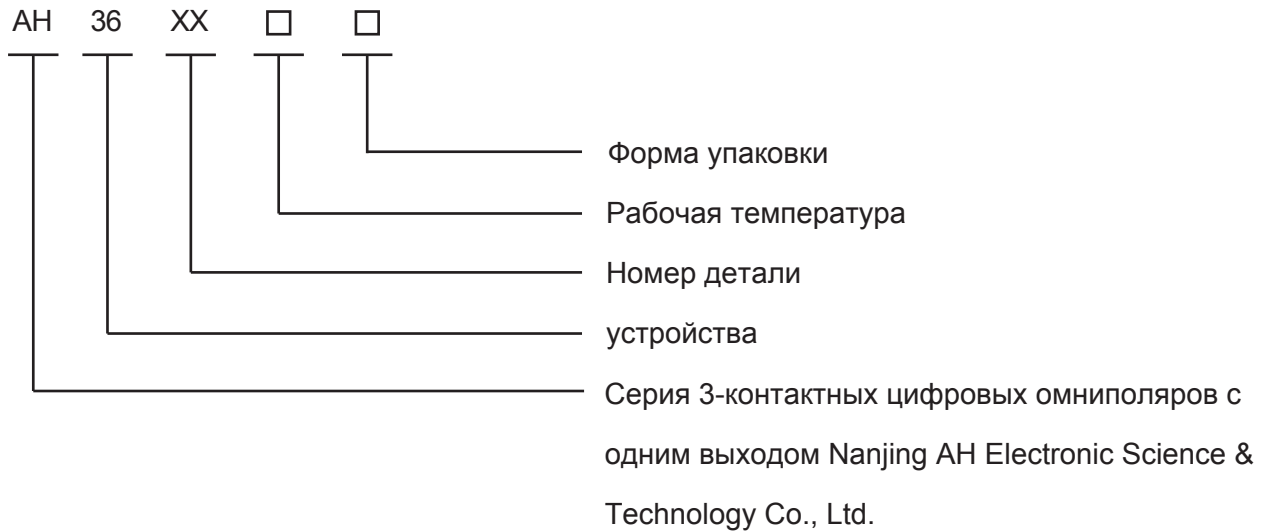 AH 36 XX □ □
Форма упаковки
Рабочая температура
Номер детали
устройства
Серия 3-контактных цифровых омниполяров с
одним выходом Nanjing AH Electronic Science &
Technology Co., Ltd.